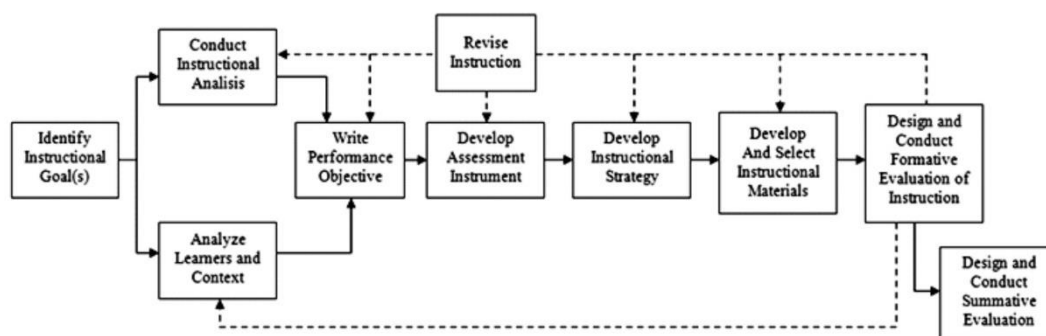 Identify
Instructional
Goal(s)
Conduct
Instructional
Analisis
Analyze
Learners and
Context
Write
Performance
Objective
Revise
Instruction
Develop
Assessment
Instrument
Develop
Instructional
Strategy
Develop
And Select
Instructional
Materials
Design and
Conduct
Formative
Evaluation of
Instruction
Design and
Conduct
Summative
Evaluation